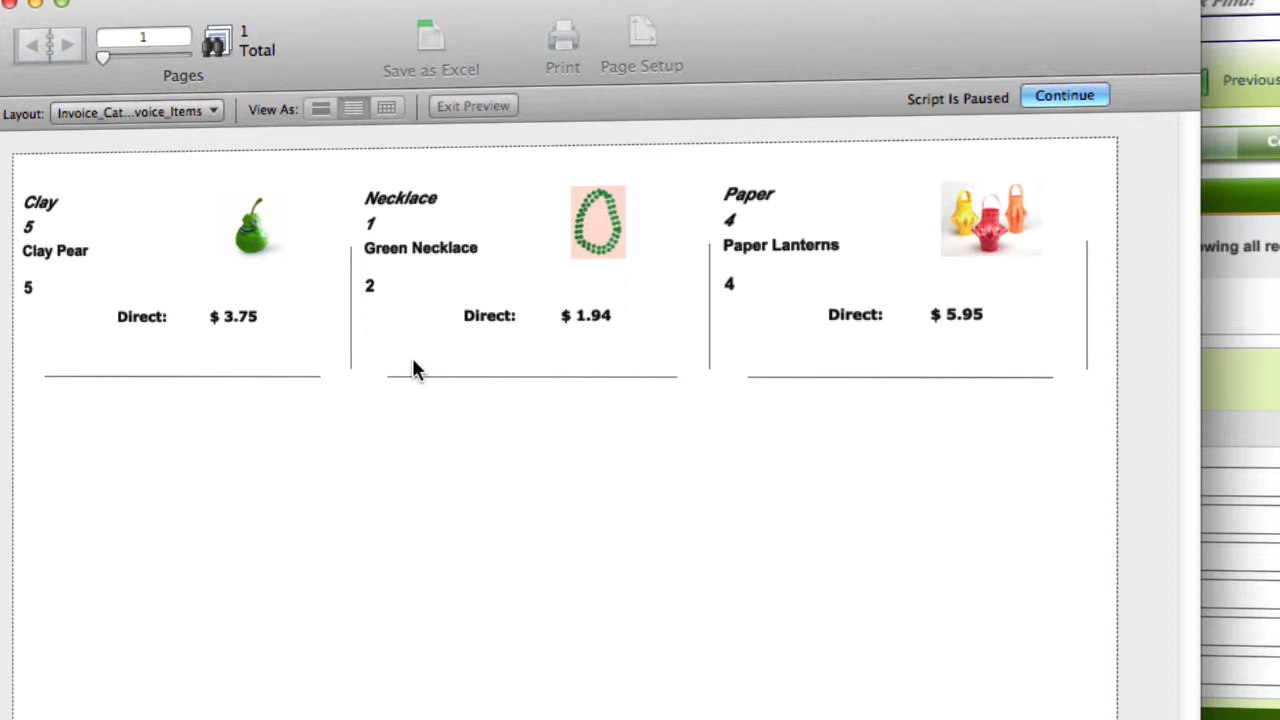 1
1
Total
Pages
Save as Excel
Print
Page Setup
Layout:
Invoice_Cat...voice_Items
View As:
Exit Preview
Script Is Paused
Continue
Clay
5
Clay Pear
5
Direct: $ 3.75
Necklace
1
Green Necklace
2
Direct: $ 1.94
Paper
4
Paper Lanterns
4
Direct: $ 5.95
Find:
Previous
wing all re